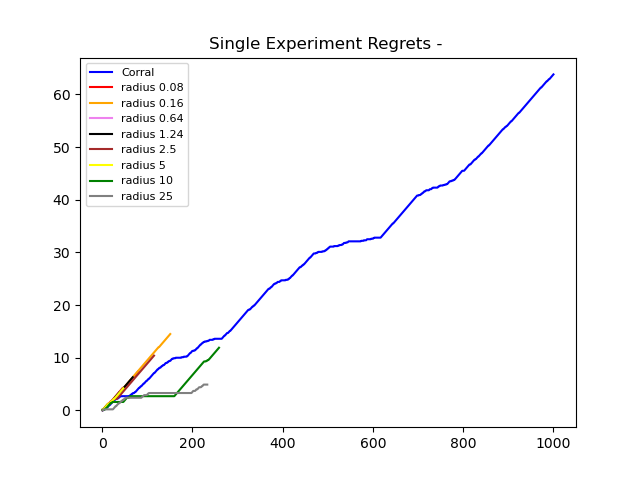 Single Experiment Regrets -
Corral
radius 0.08
radius 0.16
radius 0.64
radius 1.24
radius 2.5
radius 5
radius 10
radius 25
60
50
40
30
20
10
0
0 200 400 600 800 1000